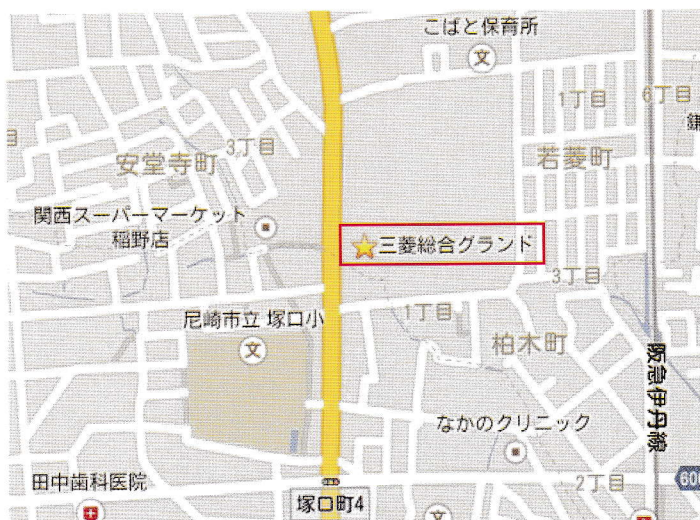 こばと保育所
文
1丁目
6丁目
3丁目
安堂寺町
若菱町
関西スーパーマーケット
稲野店
三菱総合グランド
3丁目
1丁目
尼崎市立 塚口小
文
柏木町
阪急伊丹線
なかのクリニック
田中歯科医院
2丁目
塚口町4
文